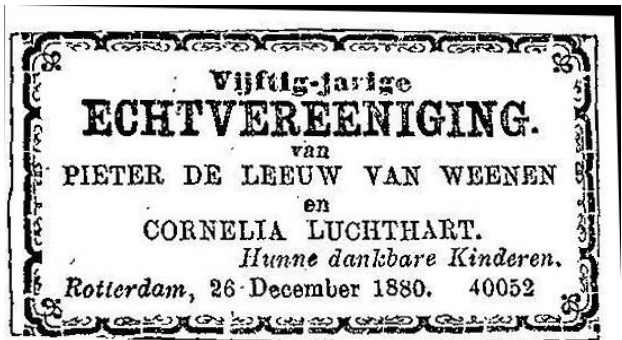 Vijftig-jarige
ECHTVEREENIGING.
van
PIETER DE LEEUW VAN WEENEN
en
CORNELIA LUCHTHART.
Hunne dankbare Kinderen.
Rotterdam, 26 December 1880. 40052